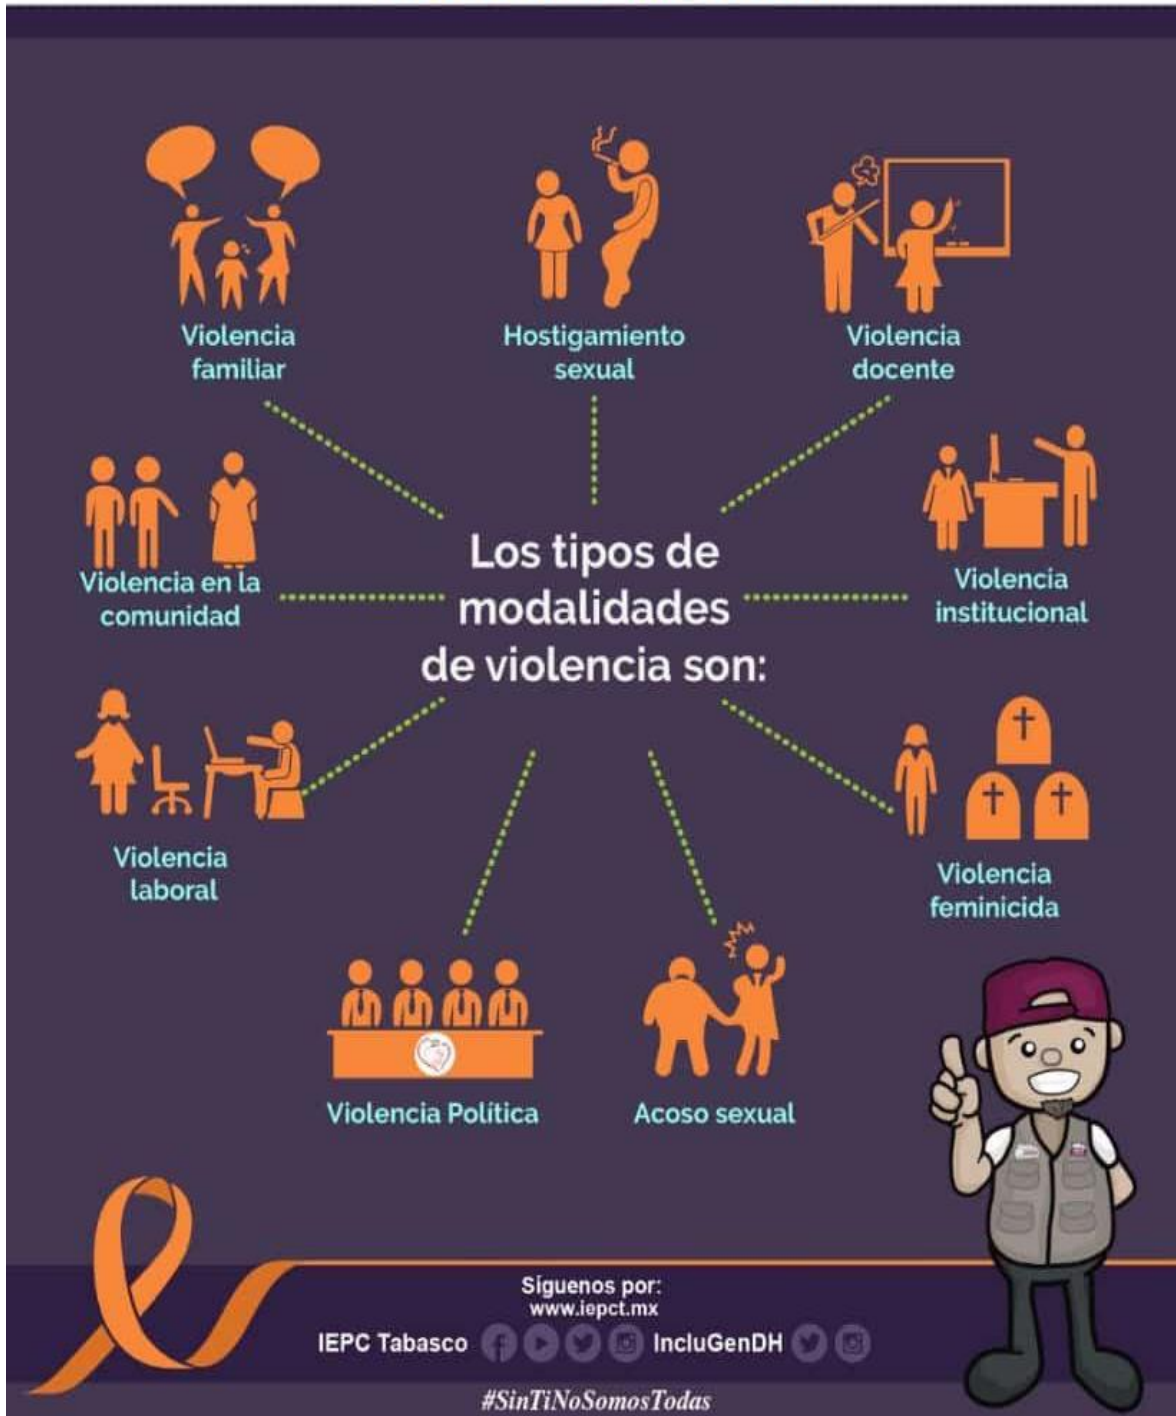 Violencia
familiar
Hostigamiento
sexual
Violencia
docente
Violencia en la
comunidad
Los tipos de
modalidades
de violencia son:
Violencia
institucional
Violencia
laboral
Violencia
feminicida
Violencia Política
Acoso sexual
Síguenos por:
www.iepct.mx
IEPC Tabasco
IncluGenDH
#SinTiNoSomosTodas